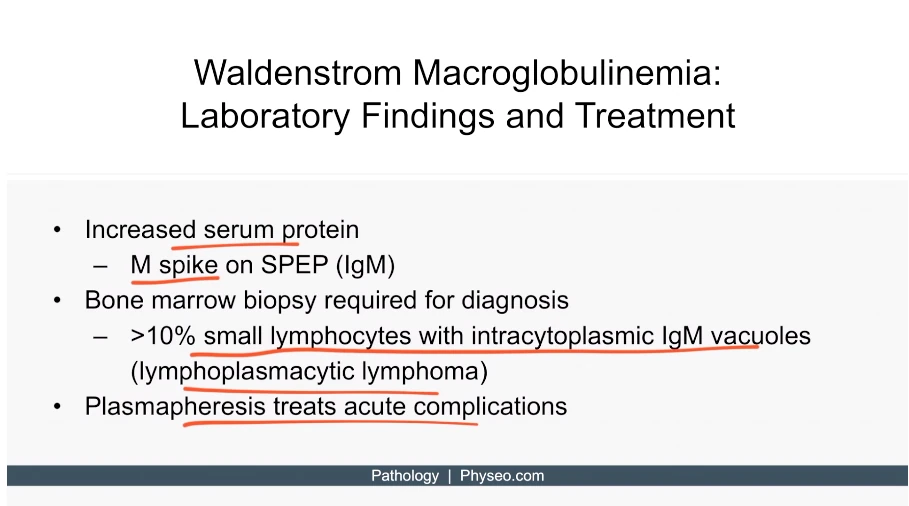 Waldenstrom Macroglobulinemia:
Laboratory Findings and Treatment
• Increased serum protein
– M spike on SPEP (IgM)
• Bone marrow biopsy required for diagnosis
– >10% small lymphocytes with intracytoplasmic IgM vacuoles
(lymphoplasmacytic lymphoma)
• Plasmapheresis treats acute complications
Pathology | Physeo.com